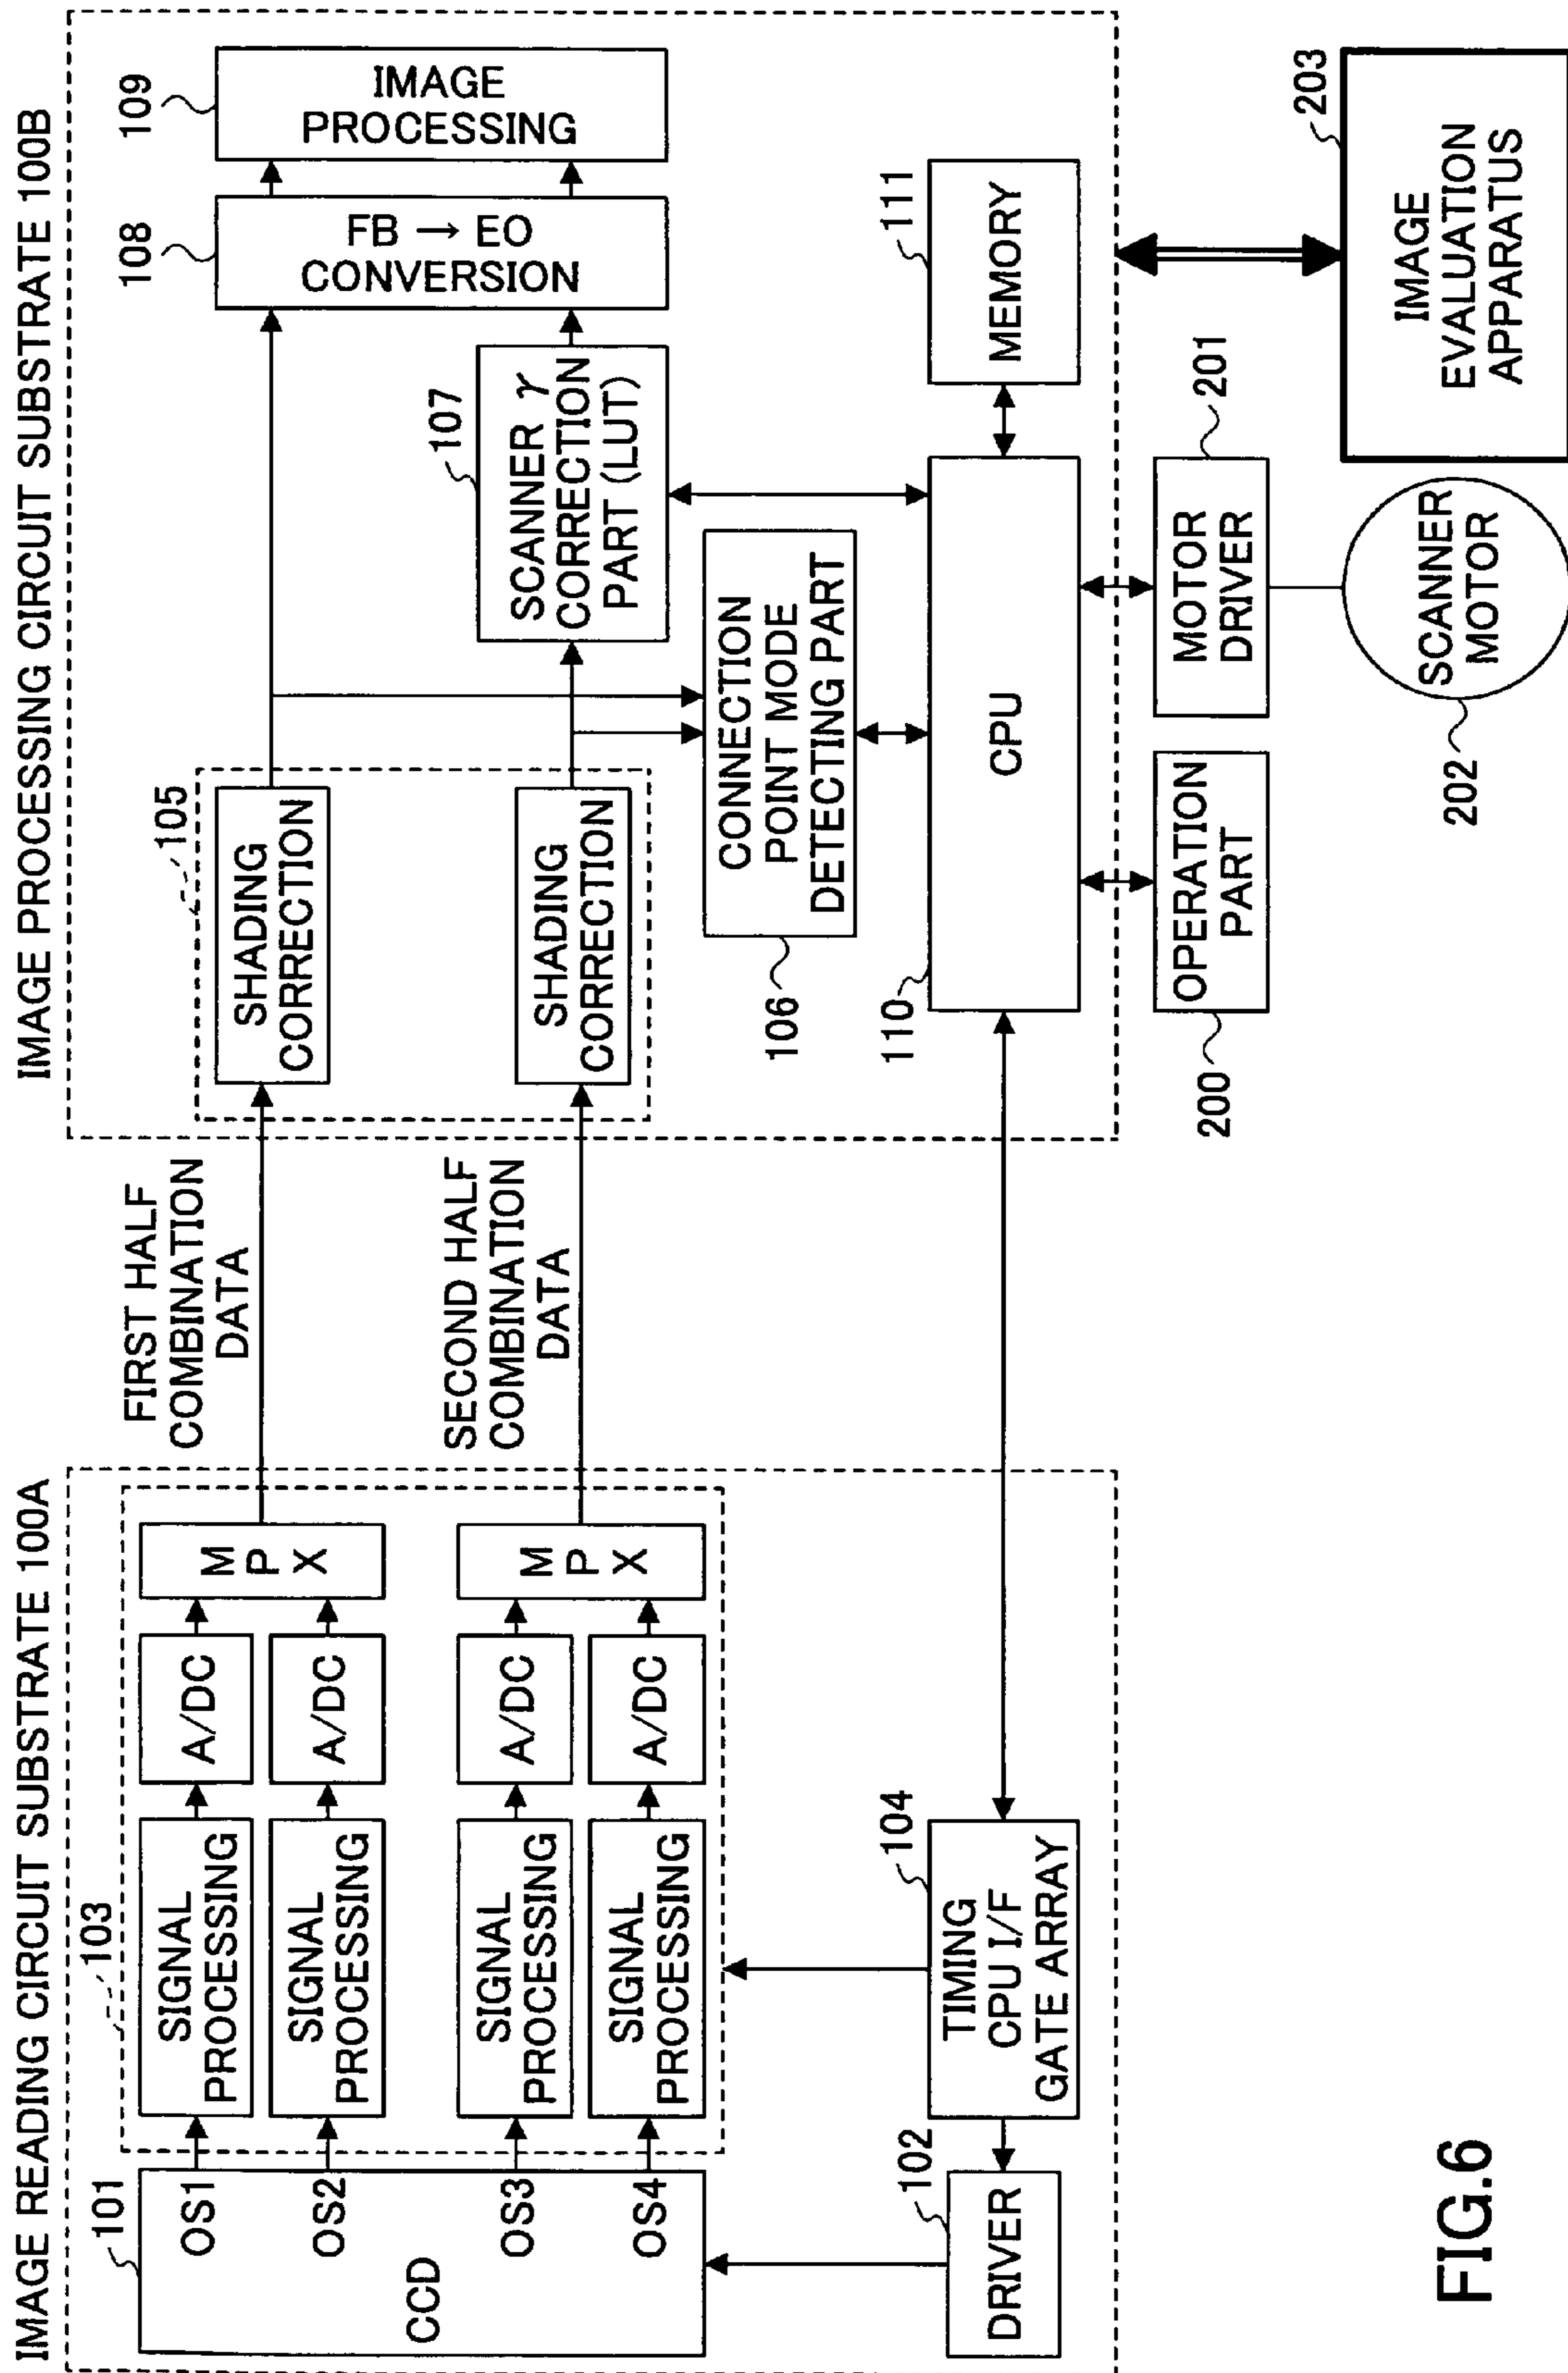 IMAGE READING CIRCUIT SUBSTRATE 100A
101
CCD
OS1
OS2
OS3
OS4
103
SIGNAL
PROCESSING
SIGNAL
PROCESSING
SIGNAL
PROCESSING
SIGNAL
PROCESSING
A/DC
A/DC
A/DC
A/DC
M
P
X
M
P
X
102
DRIVER
104
TIMING
CPU I/F
GATE ARRAY
FIRST HALF
COMBINATION
DATA
SECOND HALF
COMBINATION
DATA
IMAGE PROCESSING CIRCUIT SUBSTRATE 100B
105
SHADING
CORRECTION
SHADING
CORRECTION
106
CONNECTION
POINT MODE
DETECTING PART
107
SCANNER γ
CORRECTION
PART (LUT)
108
FB → EO
CONVERSION
109
IMAGE
PROCESSING
110
CPU
111
MEMORY
200
OPERATION
PART
201
MOTOR
DRIVER
202
SCANNER
MOTOR
203
IMAGE
EVALUATION
APPARATUS
FIG.6